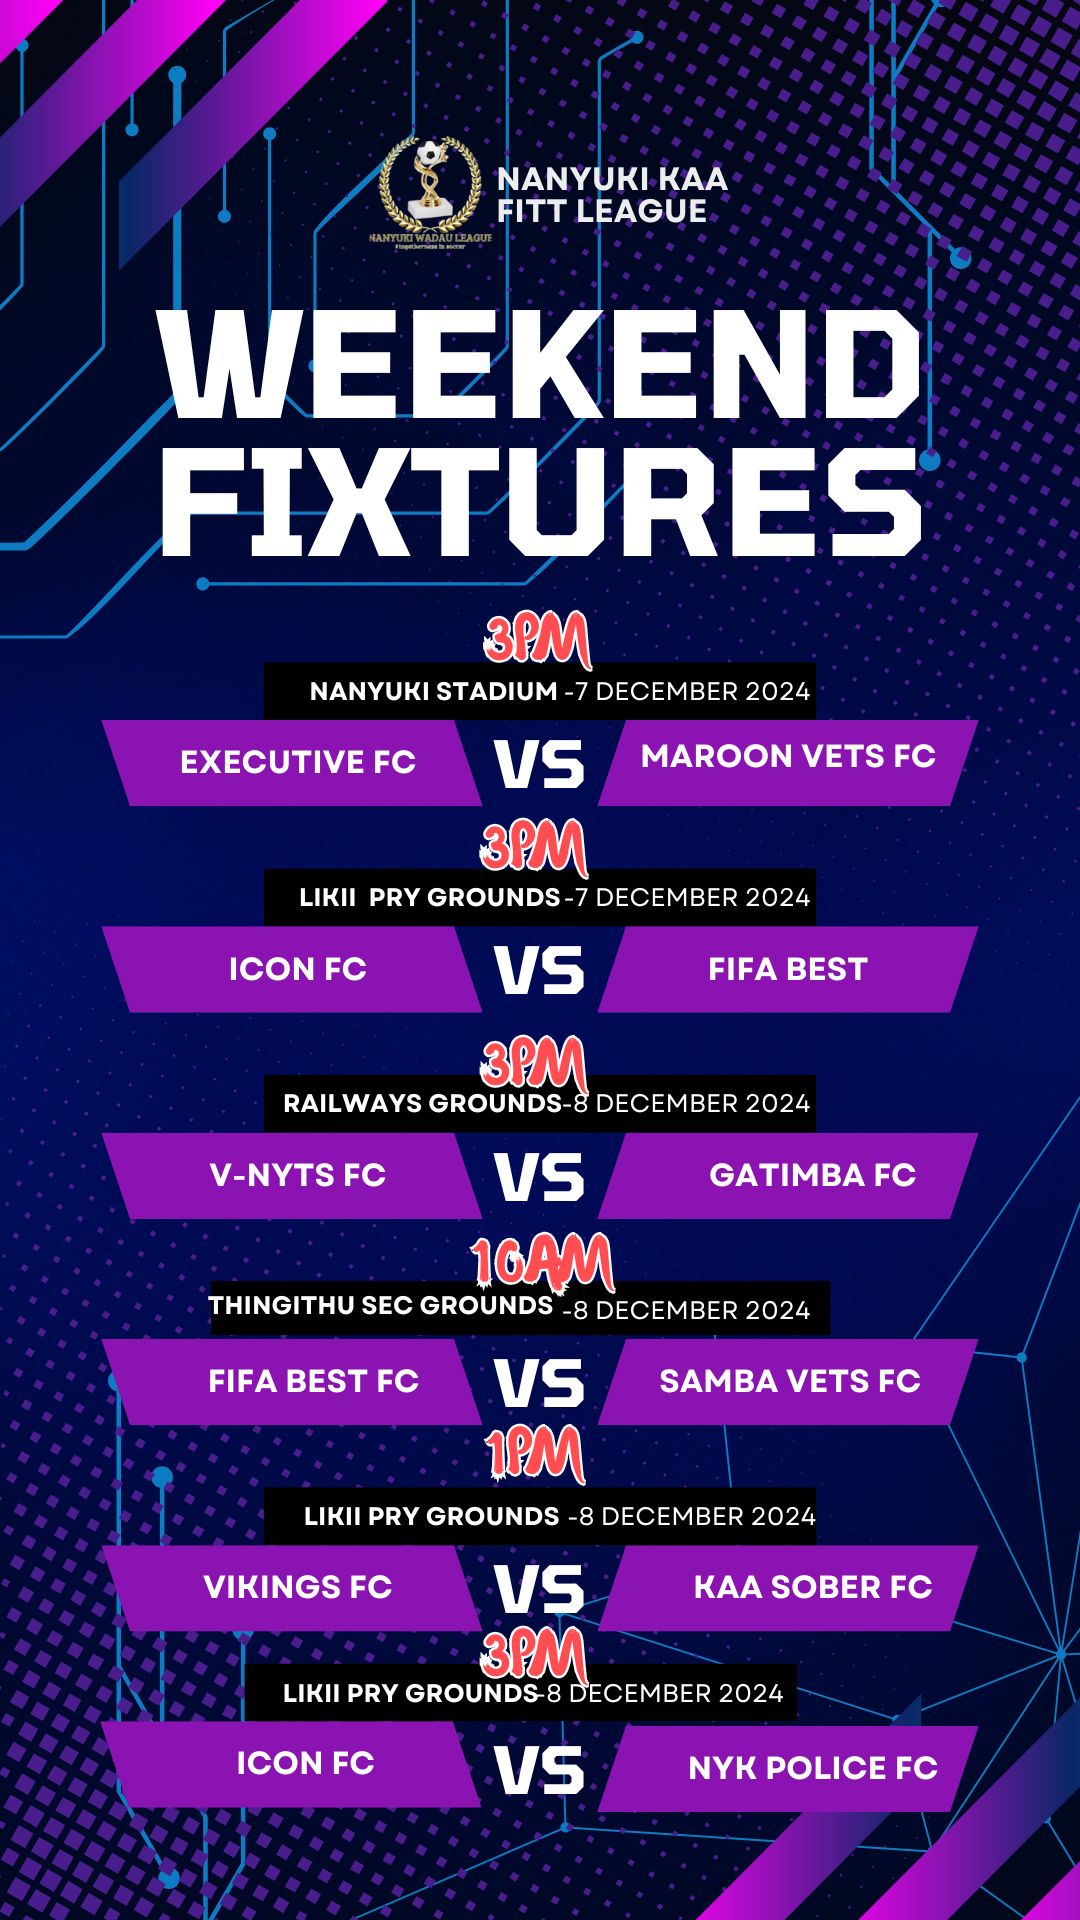 NANYUKI WADAU LEAGUE
#togetherness in soccer
NANYUKI KAA
FITT LEAGUE
WEEKEND
FIXTURES
3PM
NANYUKI STADIUM -7 DECEMBER 2024
EXECUTIVE FC VS MAROON VETS FC
3PM
LIKII PRY GROUNDS -7 DECEMBER 2024
ICON FC VS FIFA BEST
3PM
RAILWAYS GROUNDS -8 DECEMBER 2024
V-NYTS FC VS GATIMBA FC
10AM
THINGITHU SEC GROUNDS -8 DECEMBER 2024
FIFA BEST FC VS SAMBA VETS FC
1PM
LIKII PRY GROUNDS -8 DECEMBER 2024
VIKINGS FC VS KAA SOBER FC
3PM
LIKII PRY GROUNDS -8 DECEMBER 2024
ICON FC VS NYK POLICE FC